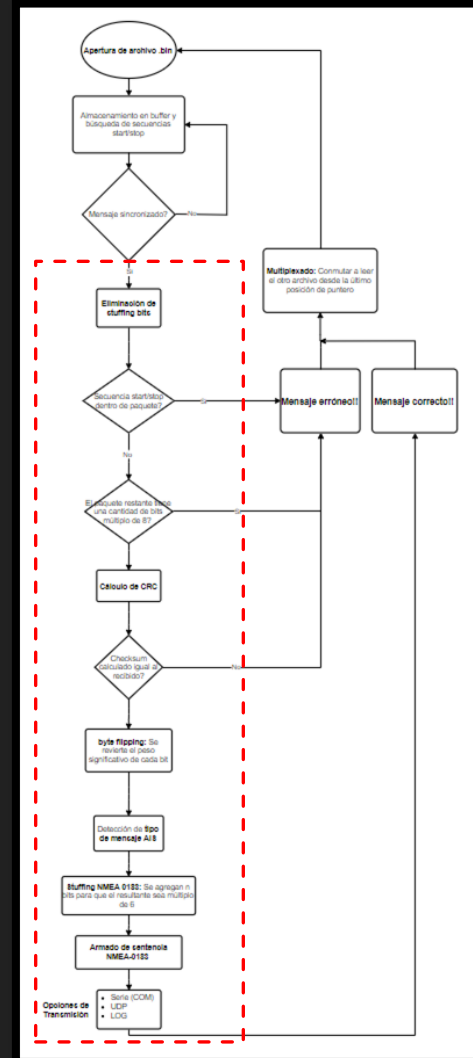 Apertura de archivo .bin
Almacenamiento en buffer y
búsqueda de secuencias
start/stop
Mensaje sincronizado?
No
Si
Eliminación de
stuffing bits
Multiplexado: Conmutar a leer
el otro archivo desde la último
posición de puntero
Secuencia start/stop
dentro de paquete?
Si
Mensaje erróneo!!
Mensaje correcto!!
No
El paquete restante tiene
una cantidad de bits
múltiplo de 8?
Si
Cálculo de CRC
Checksum
calculado igual a
recibido?
No
byte flipping: Se
revierte el peso
significativo de cada bit
Detección de tipo
de mensaje AIS
Stuffing NMEA 0183: Se agregan n
bits para que el resultante sea múltiplo
de 6
Armado de sentencia
NMEA-0183
Opciones de
Transmisión
• Serie (COM)
• UDP
• LOG